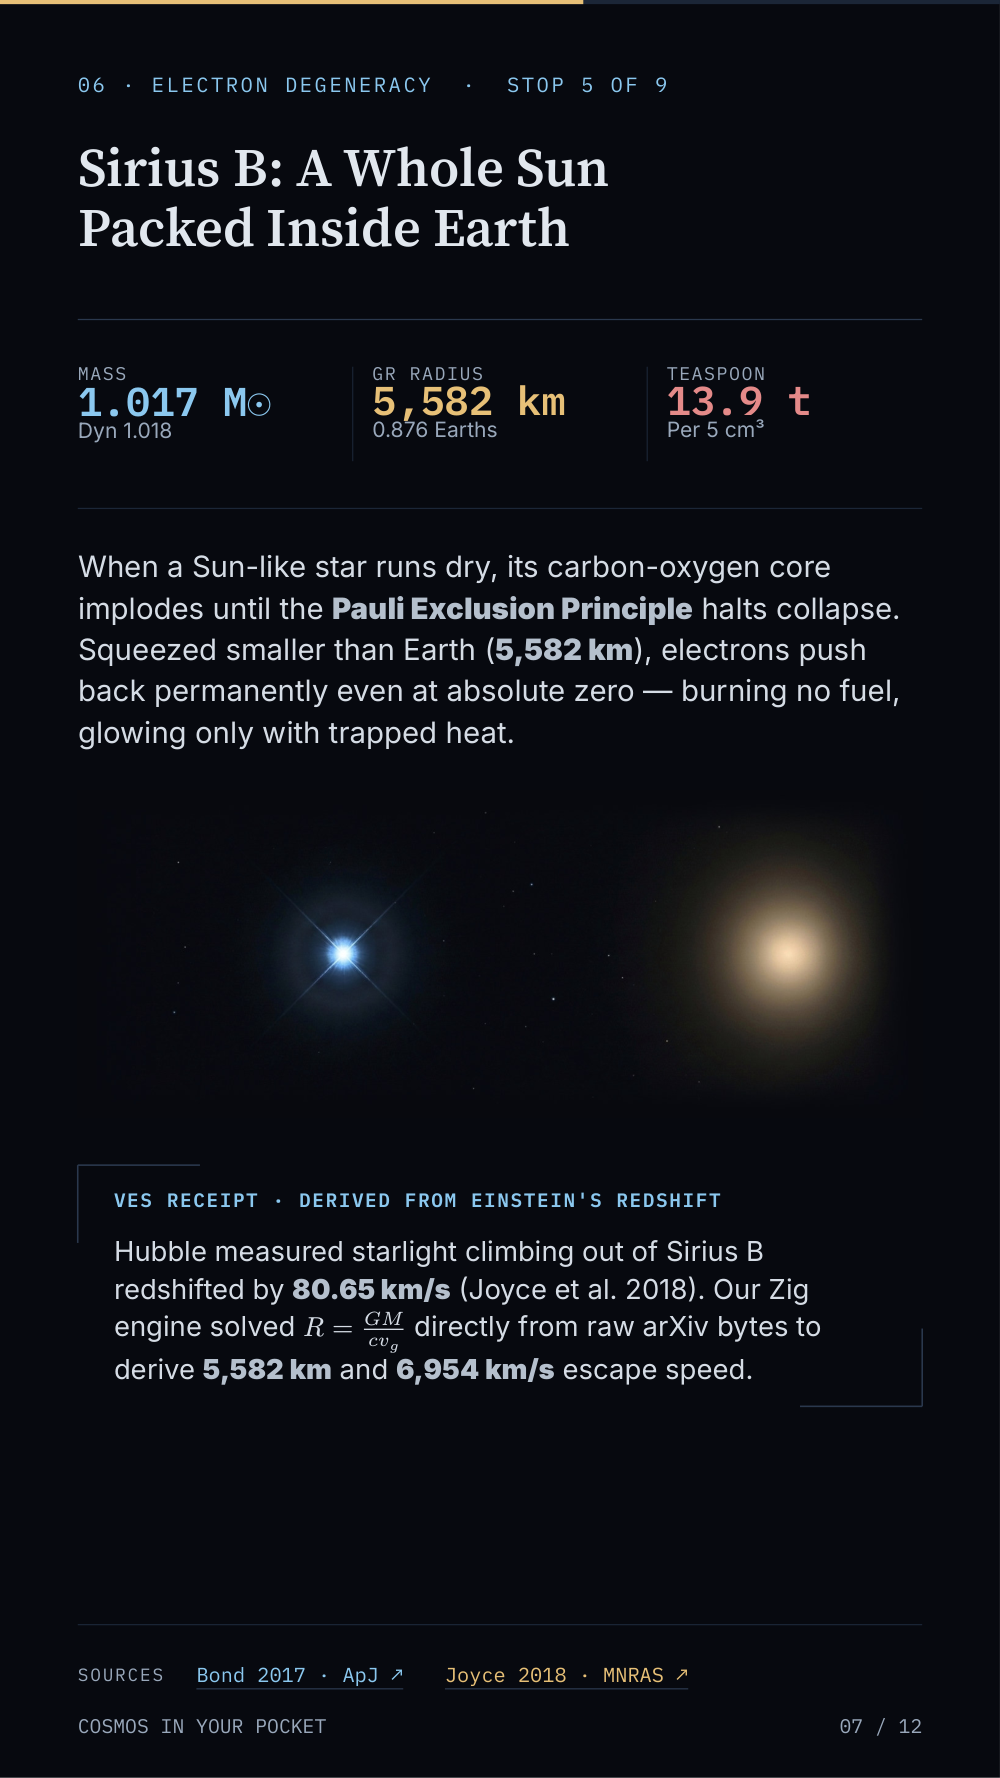 06 · ELECTRON DEGENERACY · STOP 5 OF 9
Sirius B: A Whole Sun
Packed Inside Earth
MASS
1.017 M☉
Dyn 1.018
GR RADIUS
5,582 km
0.876 Earths
TEASPOON
13.9 t
Per 5 cm³
When a Sun-like star runs dry, its carbon-oxygen core
implodes until the Pauli Exclusion Principle halts collapse.
Squeezed smaller than Earth (5,582 km), electrons push
back permanently even at absolute zero — burning no fuel,
glowing only with trapped heat.
VES RECEIPT · DERIVED FROM EINSTEIN'S REDSHIFT
Hubble measured starlight climbing out of Sirius B
redshifted by 80.65 km/s (Joyce et al. 2018). Our Zig
engine solved R = GM/cv_g directly from raw arXiv bytes to
derive 5,582 km and 6,954 km/s escape speed.
SOURCES Bond 2017 · ApJ ↗ Joyce 2018 · MNRAS ↗
COSMOS IN YOUR POCKET 07 / 12